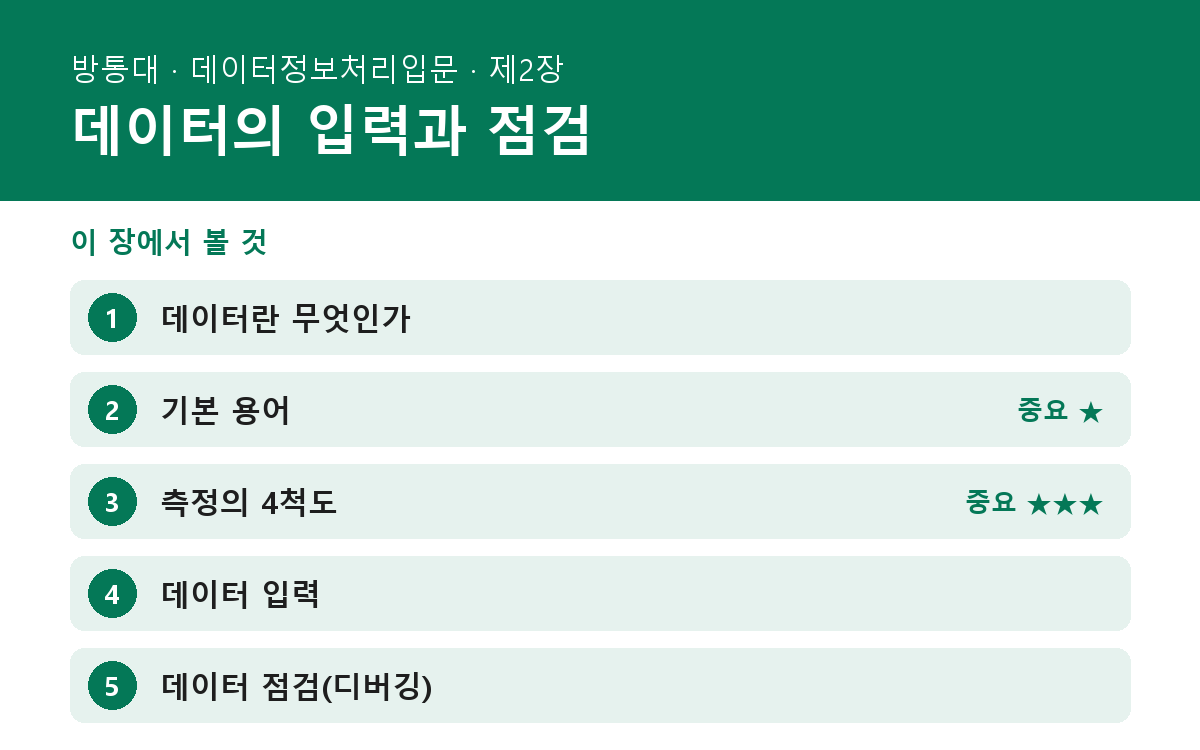 방통대 · 데이터정보처리입문 · 제2장
데이터의 입력과 점검
이 장에서 볼 것
1 데이터란 무엇인가
2 기본 용어 중요 ★
3 측정의 4척도 중요 ★★★
4 데이터 입력
5 데이터 점검(디버깅)